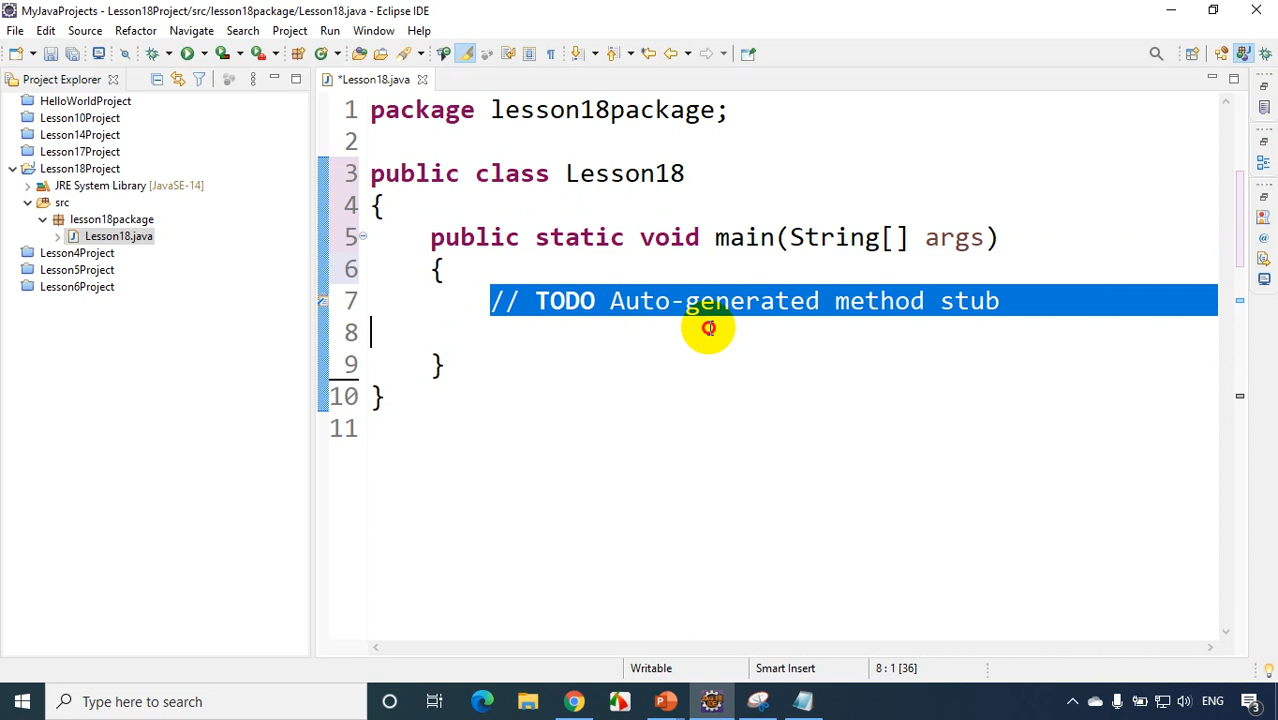 MyJavaProjects - Lesson18Project/src/lesson18package/Lesson18.java - Eclipse IDE
File Edit Source Refactor Navigate Search Project Run Window Help
Project Explorer
*Lesson18.java
HelloWorldProject
Lesson10Project
Lesson14Project
Lesson17Project
Lesson18Project
JRE System Library [JavaSE-14]
src
lesson18package
Lesson18.java
Lesson4Project
Lesson5Project
Lesson6Project
1 package lesson18package;
2
3 public class Lesson18
4 {
5 public static void main(String[] args)
6 {
7 // TODO Auto-generated method stub
8
9 }
10 }
11
Writable Smart Insert 8 : 1 [36]
Type here to search
ENG
3